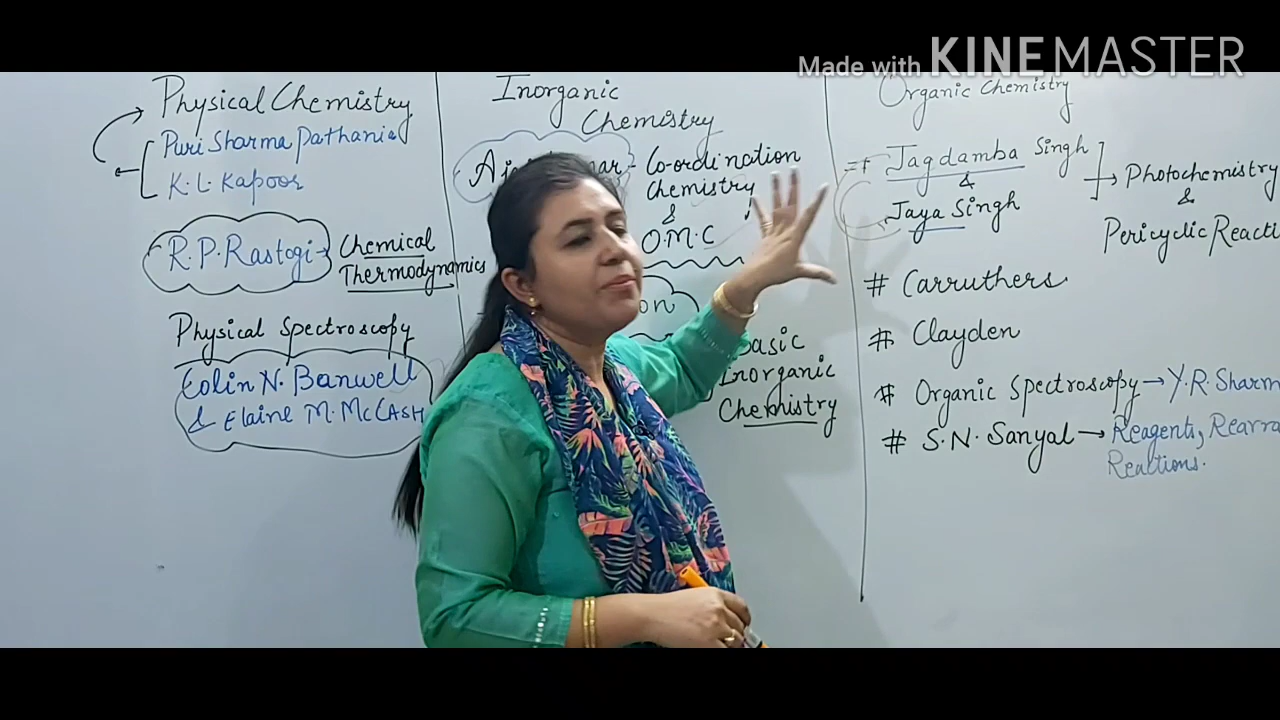 Made with KINEMASTER
Physical Chemistry
Puri Sharma Pathania
K.L. Kapoor
R.P. Rastogi → Chemical
Thermodynamics
Physical Spectroscopy
Colin N. Banwell
& Elaine M. McCASH
Inorganic
Chemistry
Co-ordination
Chemistry
&
O.M.C
Inorganic
Chemistry
Organic Chemistry
Jagdamba Singh
&
Jaya Singh
→ Photochemistry
&
Pericyclic Reacti
# Carruthers
# Clayden
# Organic Spectroscopy → Y.R. Sharm
# S.N. Sanyal → Reagents, Rearra
Reactions.